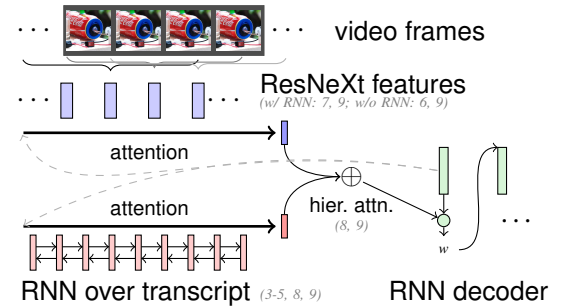 ... ...
video frames
ResNeXt features
... ...
(w/ RNN: 7, 9; w/o RNN: 6, 9)
attention
attention
hier. attn.
(8, 9)
w
...
RNN over transcript (3-5, 8, 9)
RNN decoder